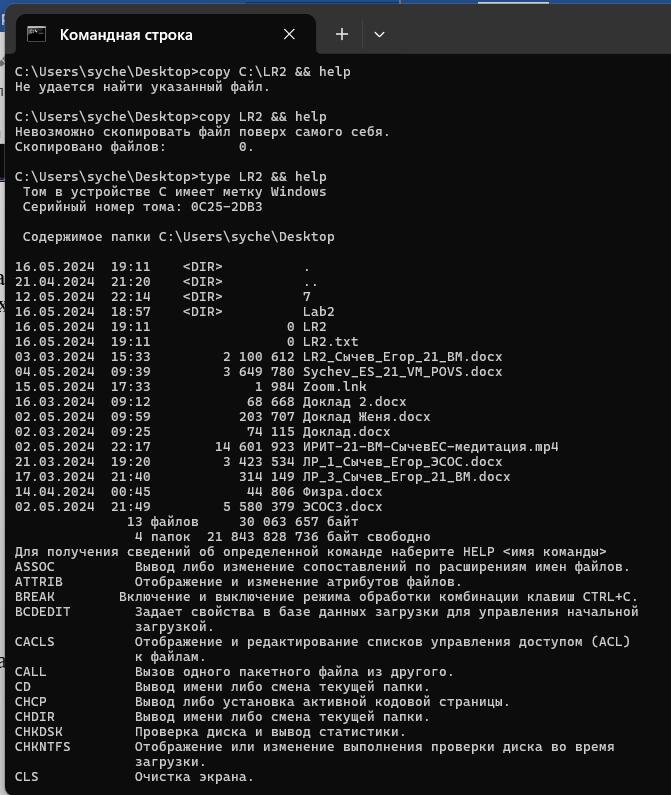 Командная строка
C:\Users\syche\Desktop>copy C:\LR2 && help
Не удается найти указанный файл.
C:\Users\syche\Desktop>copy LR2 && help
Невозможно скопировать файл поверх самого себя.
Скопировано файлов:         0.
C:\Users\syche\Desktop>type LR2 && help
Том в устройстве C имеет метку Windows
Серийный номер тома: 0C25-2DB3
Содержимое папки C:\Users\syche\Desktop
16.05.2024  19:11    <DIR>          .
21.04.2024  21:20    <DIR>          ..
12.05.2024  22:14    <DIR>          7
16.05.2024  18:57    <DIR>          Lab2
16.05.2024  19:11                 0 LR2
16.05.2024  19:11                 0 LR2.txt
03.03.2024  15:33         2 100 612 LR2_Сычев_Егор_21_ВМ.docx
04.05.2024  09:39         3 649 780 Sychev_ES_21_VM_POVS.docx
15.05.2024  17:33             1 984 Zoom.lnk
16.03.2024  09:12            68 668 Доклад 2.docx
02.05.2024  09:59           203 707 Доклад Женя.docx
02.03.2024  09:25            74 115 Доклад.docx
02.05.2024  22:17        14 601 923 ИРИТ-21-ВМ-СычевЕС-медитация.mp4
21.03.2024  19:20         3 423 534 ЛР_1_Сычев_Егор_ЭСОС.docx
17.03.2024  21:40           314 149 ЛР_3_Сычев_Егор_21_ВМ.docx
14.04.2024  00:45            44 806 Физра.docx
02.05.2024  21:49         5 580 379 ЭСОС3.docx
13 файлов     30 063 657 байт
4 папок  21 843 828 736 байт свободно
Для получения сведений об определенной команде наберите HELP <имя команды>
ASSOC          Вывод либо изменение сопоставлений по расширениям имен файлов.
ATTRIB         Отображение и изменение атрибутов файлов.
BREAK        Включение и выключение режима обработки комбинации клавиш CTRL+C.
BCDEDIT        Задает свойства в базе данных загрузки для управления начальной
загрузкой.
CACLS          Отображение и редактирование списков управления доступом (ACL)
к файлам.
CALL           Вызов одного пакетного файла из другого.
CD             Вывод имени либо смена текущей папки.
CHCP           Вывод либо установка активной кодовой страницы.
CHDIR          Вывод имени либо смена текущей папки.
CHKDSK         Проверка диска и вывод статистики.
CHKNTFS        Отображение или изменение выполнения проверки диска во время
загрузки.
CLS            Очистка экрана.